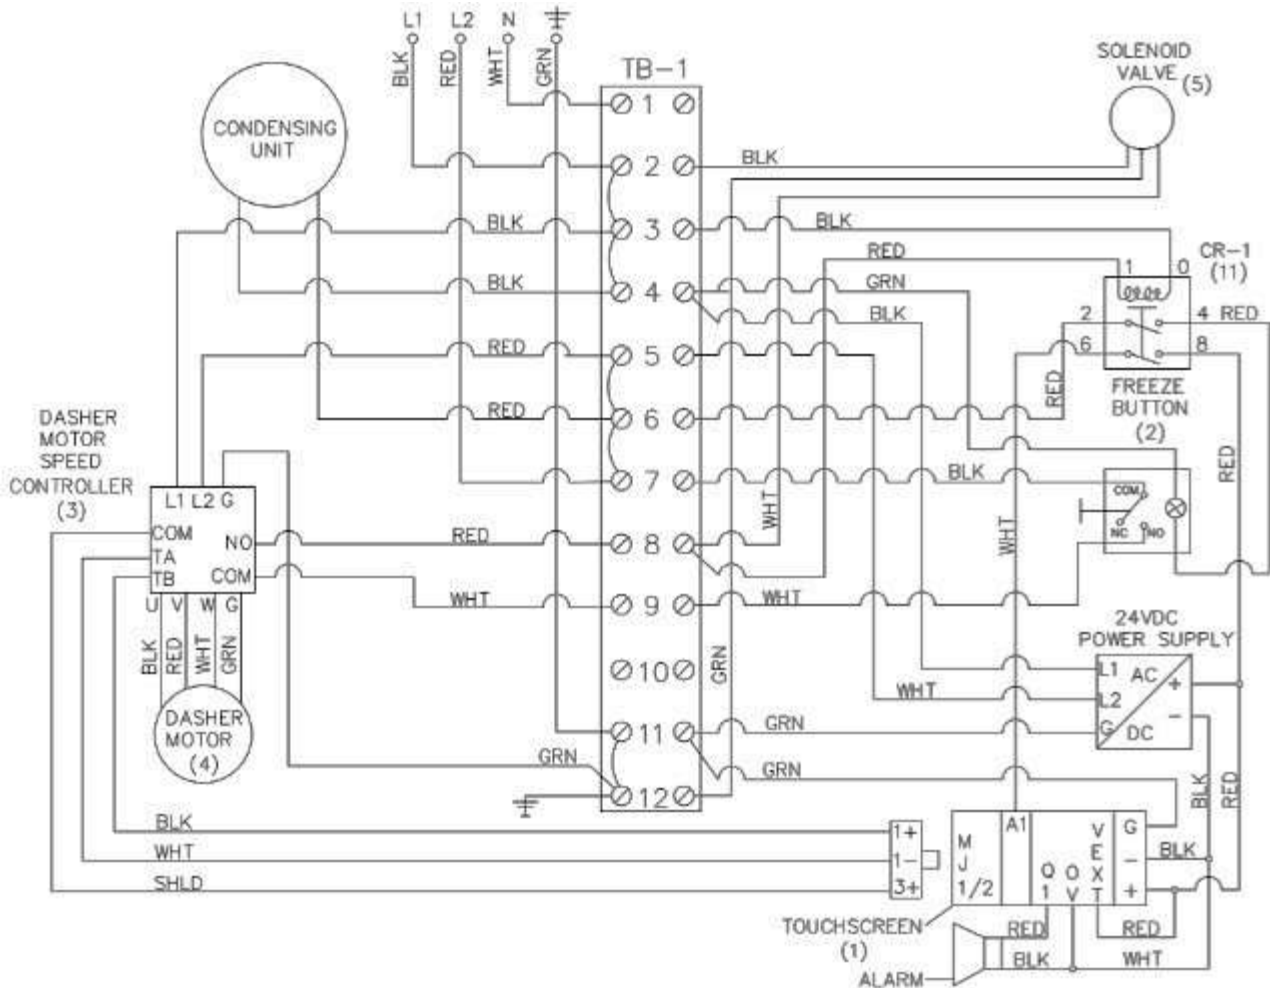 L1 L2 N
BLK
RED
WHT
GRN
TB-1
SOLENOID
VALVE (5)
CONDENSING
UNIT
1
2
BLK
BLK
3
BLK
RED
1
0
CR-1
(11)
BLK
4
GRN
BLK
2
4
RED
RED
5
6
8
RED
RED
6
FREEZE
BUTTON
(2)
DASHER
MOTOR
SPEED
CONTROLLER
(3)
7
BLK
RED
L1 L2 G
COM
NC
NO
WHT
WHT
COM
NO
RED
8
TA
TB
COM
WHT
9
WHT
U
V
W
G
24VDC
POWER SUPPLY
BLK
RED
WHT
GRN
10
GRN
L1
AC
+
WHT
L2
DASHER
MOTOR
(4)
11
GRN
G
DC
-
GRN
GRN
12
BLK
RED
BLK
1+
A1
V
E
X
T
G
M
J
1/2
WHT
1-
-
BLK
Q
1
O
V
SHLD
3+
+
TOUCHSCREEN
(1)
RED
RED
BLK
WHT
ALARM